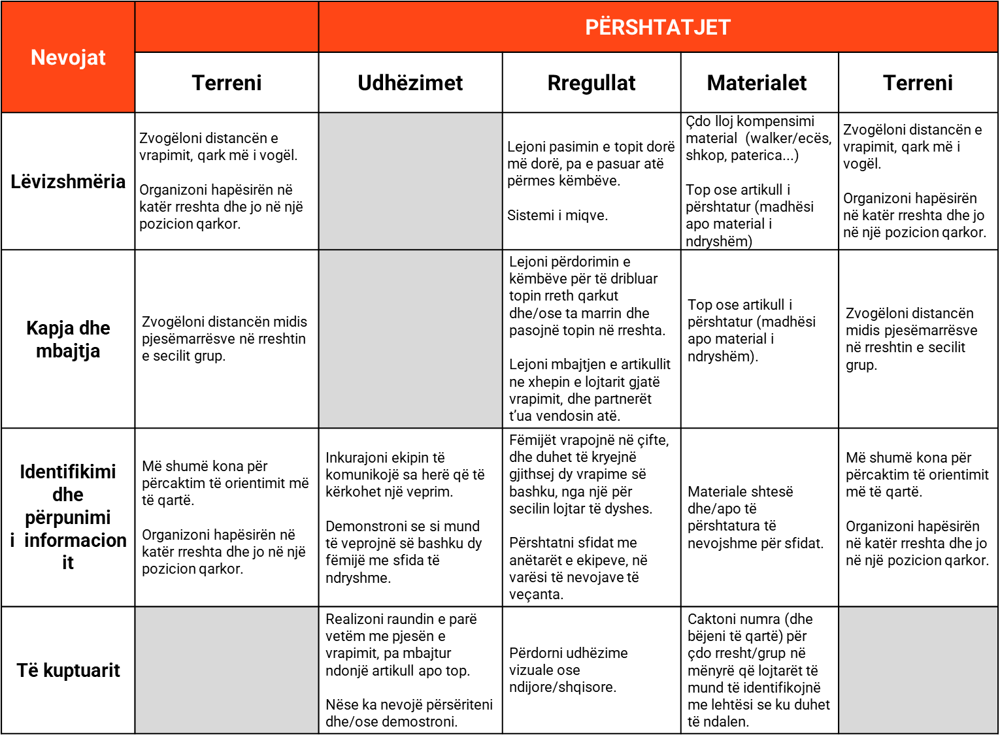 PËRSHTATJET
Nevojat
Terreni
Udhëzimet
Rregullat
Materialet
Terreni
Lëvizshmëria
Zvogëloni distancën e
vrapimit, qark më i vogël.
Organizoni hapësirën në
katër rreshta dhe jo në një
pozicion qarkor.
Lejoni pasimin e topit dorë
më dorë, pa e pasuar atë
përmes këmbëve.
Sistemi i miqve.
Çdo lloj kompensimi
material (walker/ecës,
shkop, paterica...)
Top ose artikull i
përshtatur (madhësi
apo material i
ndryshëm)
Zvogëloni distancën e
vrapimit, qark më i
vogël.
Organizoni hapësirën
në katër rreshta dhe jo
në një pozicion qarkor.
Kapja dhe
mbajtja
Zvogëloni distancën midis
pjesëmarrësve në rreshtin
e secilit grup.
Lejoni përdorimin e
këmbëve për të dribluar
topin rreth qarkut
dhe/ose ta marrin dhe
pasojnë topin në rreshta.
Lejoni mbajtjen e artikullit
ne xhepin e lojtarit gjatë
vrapimit, dhe partnerët
t’ua vendosin atë.
Top ose artikull i
përshtatur (madhësi
apo material i
ndryshëm).
Zvogëloni distancën
midis pjesëmarrësve
në rreshtin e secilit
grup.
Identifikimi
dhe
përpunimi
i informacion
it
Më shumë kona për
përcaktim të orientimit më
të qartë.
Organizoni hapësirën në
katër rreshta dhe jo në një
pozicion qarkor.
Inkurajoni ekipin të
komunikojë sa herë që të
kërkohet një veprim.
Demonstroni se si mund
të veprojnë së bashku dy
fëmijë me sfida të
ndryshme.
Fëmijët vrapojnë në çifte,
dhe duhet të kryejnë
gjithsej dy vrapime së
bashku, nga një për
secilin lojtar të dyshes.
Përshtatni sfidat me
anëtarët e ekipeve, në
varësi të nevojave të
veçanta.
Materiale shtesë
dhe/apo të
përshtatura të
nevojshme për sfidat.
Më shumë kona për
përcaktim të orientimit
më të qartë.
Organizoni hapësirën
në katër rreshta dhe jo
në një pozicion qarkor.
Të kuptuarit
Realizoni raundin e parë
vetëm me pjesën e
vrapimit, pa mbajtur
ndonjë artikull apo top.
Nëse ka nevojë përsëriteni
dhe/ose demostroni.
Përdorni udhëzime
vizuale ose
ndijore/shqisore.
Caktoni numra (dhe
bëjeni të qartë) për
çdo rresht/grup në
mënyrë që lojtarët të
mund të identifikojnë
me lehtësi se ku duhet
të ndalen.